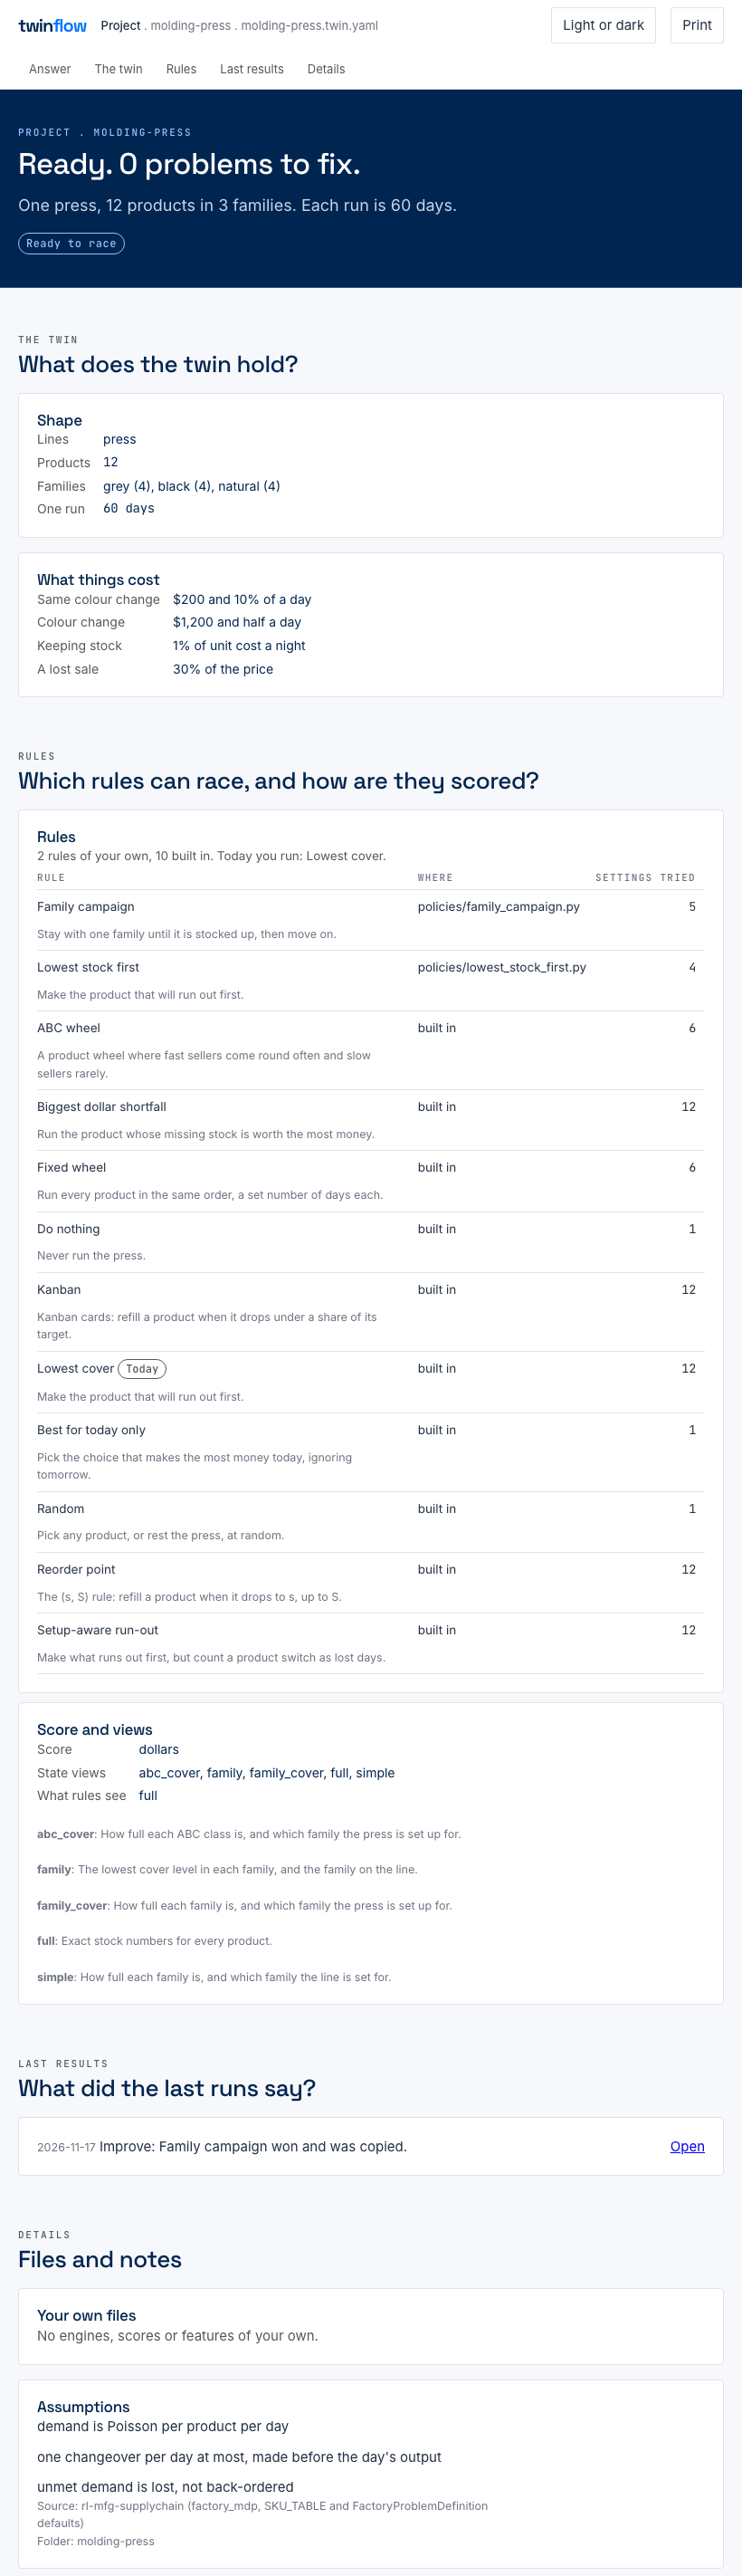 twinflow Project . molding-press . molding-press.twin.yaml Light or dark Print
Answer The twin Rules Last results Details
PROJECT . MOLDING-PRESS
Ready. 0 problems to fix.
One press, 12 products in 3 families. Each run is 60 days.
Ready to race
THE TWIN
What does the twin hold?
Shape
Lines press
Products 12
Families grey (4), black (4), natural (4)
One run 60 days
What things cost
Same colour change $200 and 10% of a day
Colour change $1,200 and half a day
Keeping stock 1% of unit cost a night
A lost sale 30% of the price
RULES
Which rules can race, and how are they scored?
Rules
2 rules of your own, 10 built in. Today you run: Lowest cover.
RULE WHERE SETTINGS TRIED
Family campaign policies/family_campaign.py 5
Stay with one family until it is stocked up, then move on.
Lowest stock first policies/lowest_stock_first.py 4
Make the product that will run out first.
ABC wheel built in 6
A product wheel where fast sellers come round often and slow
sellers rarely.
Biggest dollar shortfall built in 12
Run the product whose missing stock is worth the most money.
Fixed wheel built in 6
Run every product in the same order, a set number of days each.
Do nothing built in 1
Never run the press.
Kanban built in 12
Kanban cards: refill a product when it drops under a share of its
target.
Lowest cover Today built in 12
Make the product that will run out first.
Best for today only built in 1
Pick the choice that makes the most money today, ignoring
tomorrow.
Random built in 1
Pick any product, or rest the press, at random.
Reorder point built in 12
The (s, S) rule: refill a product when it drops to s, up to S.
Setup-aware run-out built in 12
Make what runs out first, but count a product switch as lost days.
Score and views
Score dollars
State views abc_cover, family, family_cover, full, simple
What rules see full
abc_cover: How full each ABC class is, and which family the press is set up for.
family: The lowest cover level in each family, and the family on the line.
family_cover: How full each family is, and which family the press is set up for.
full: Exact stock numbers for every product.
simple: How full each family is, and which family the line is set for.
LAST RESULTS
What did the last runs say?
2026-11-17 Improve: Family campaign won and was copied. Open
DETAILS
Files and notes
Your own files
No engines, scores or features of your own.
Assumptions
demand is Poisson per product per day
one changeover per day at most, made before the day's output
unmet demand is lost, not back-ordered
Source: rl-mfg-supplychain (factory_mdp, SKU_TABLE and FactoryProblemDefinition
defaults)
Folder: molding-press